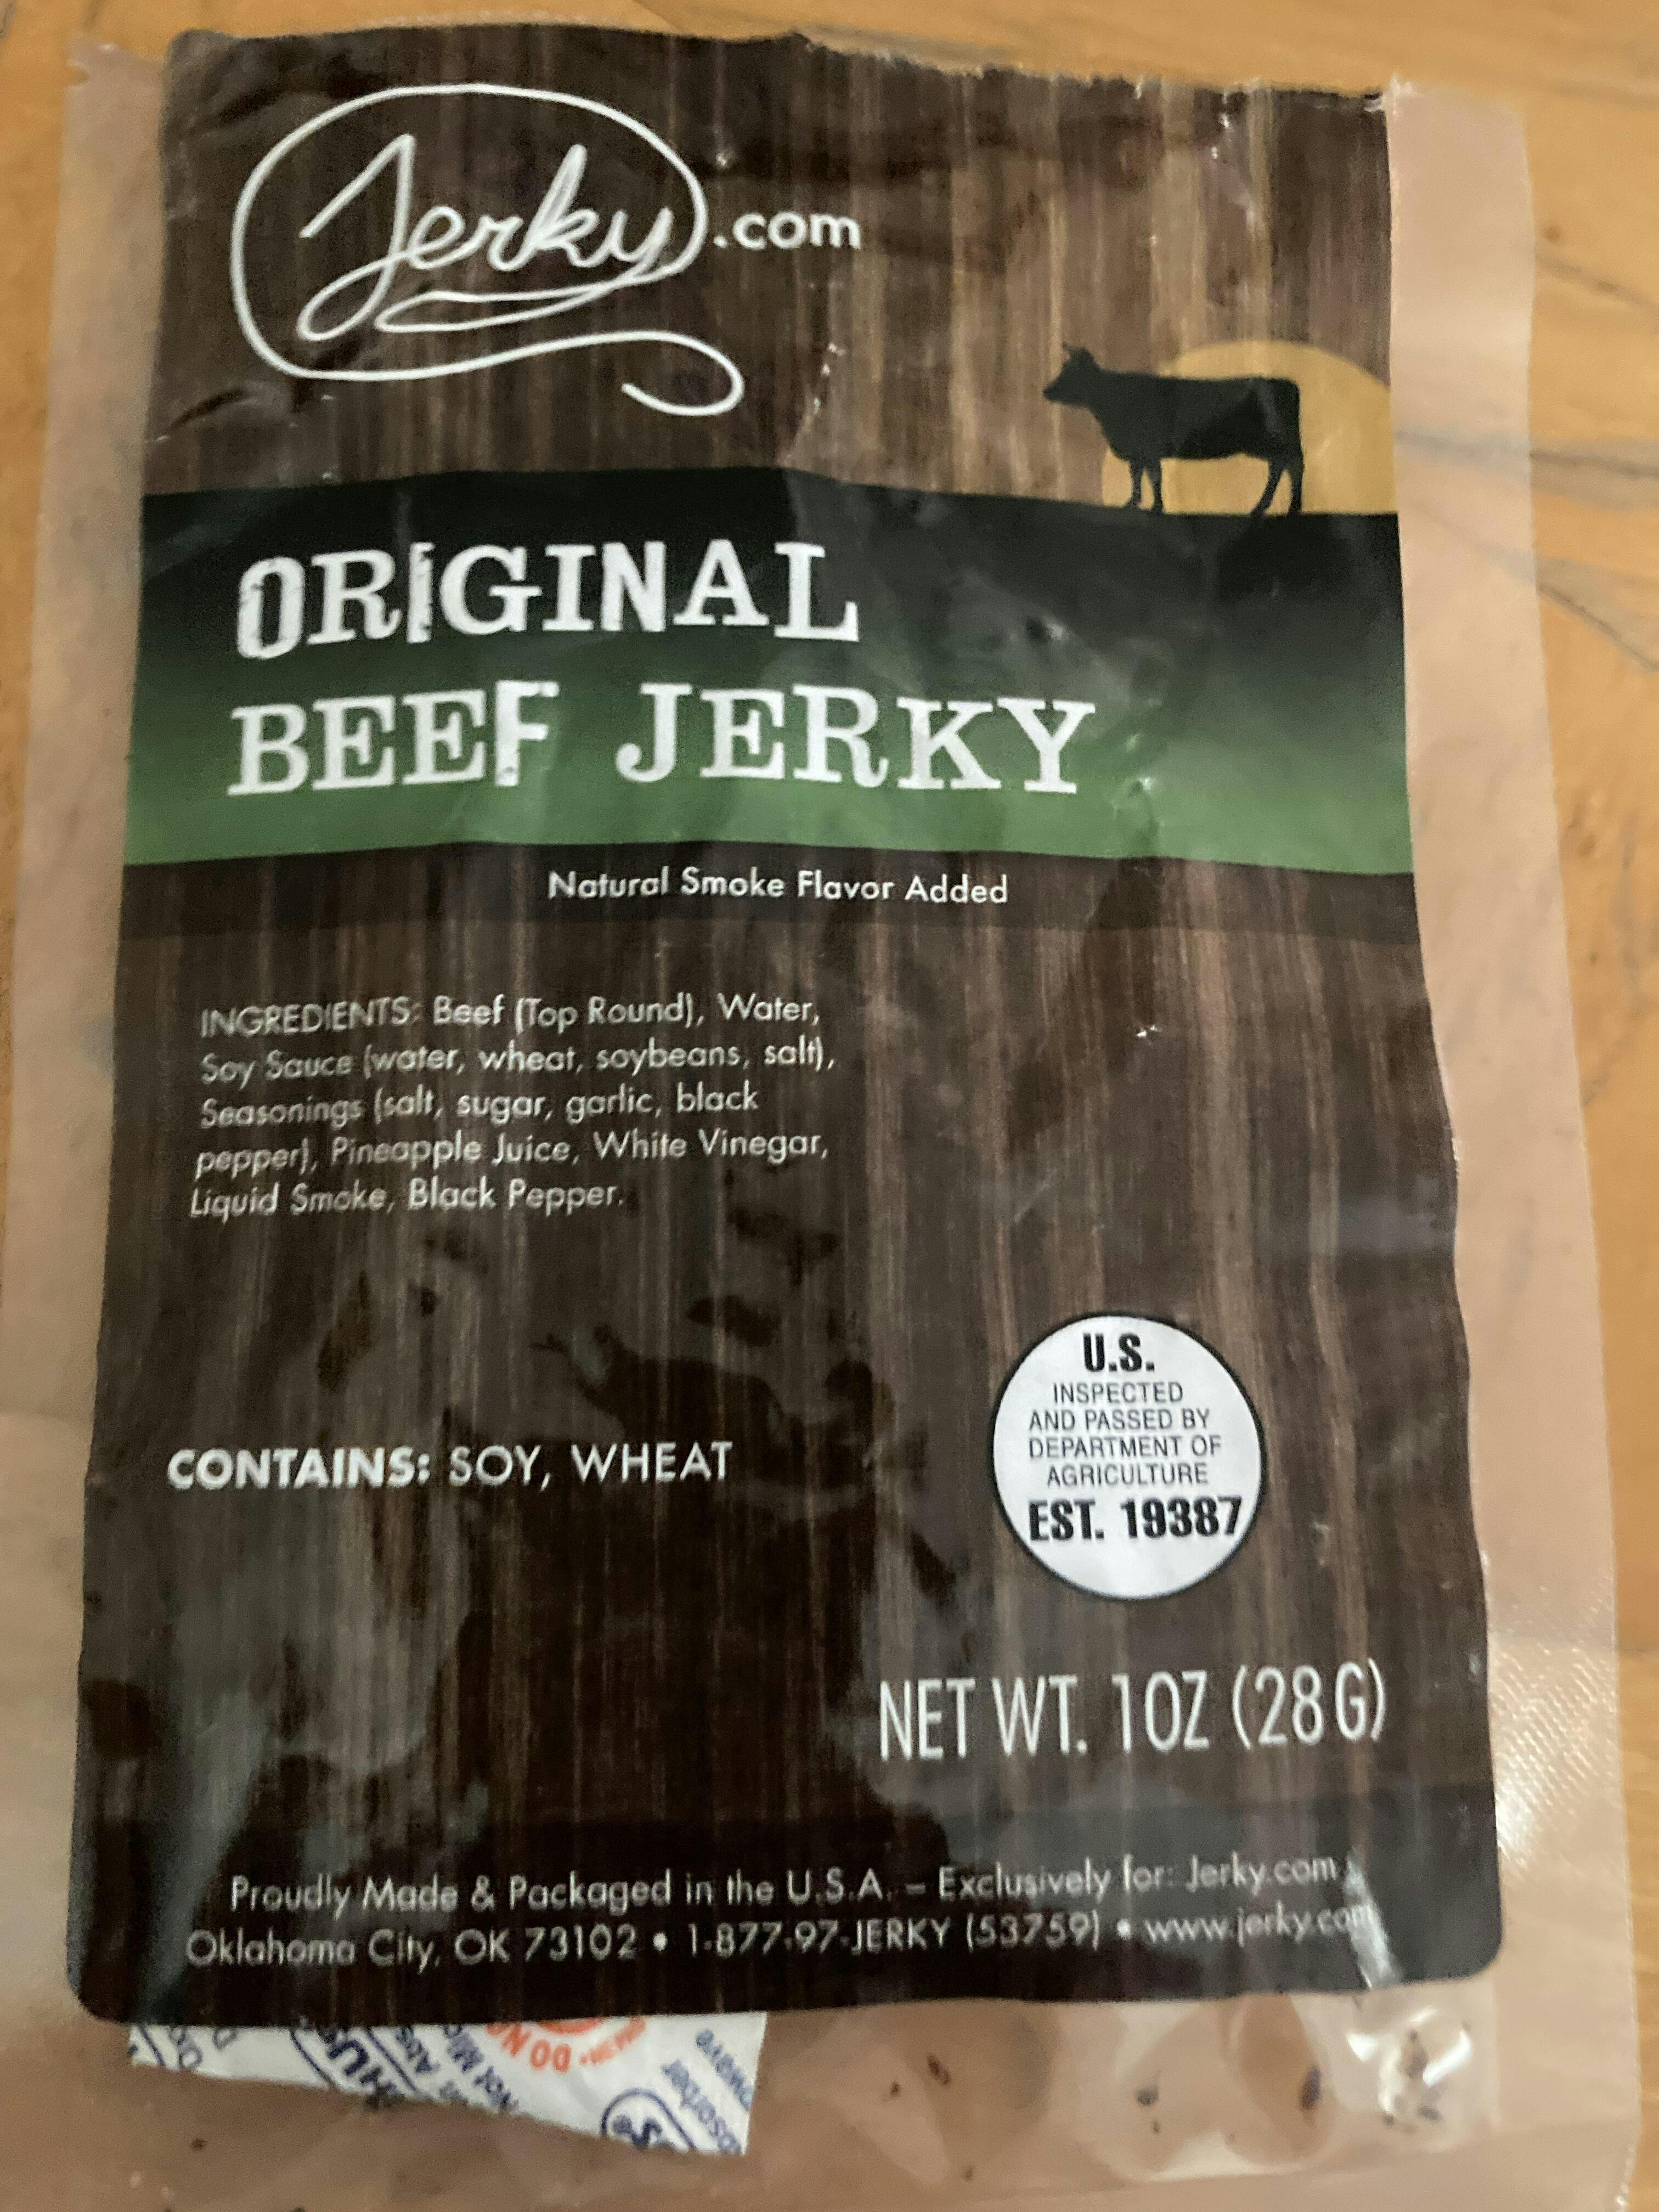 Jerky.com
ORIGINAL
BEEF JERKY
Natural Smoke Flavor Added
INGREDIENTS: Beef (Top Round), Water,
Soy Sauce (water, wheat, soybeans, salt),
Seasonings (salt, sugar, garlic, black
pepper), Pineapple Juice, White Vinegar,
Liquid Smoke, Black Pepper.
CONTAINS: SOY, WHEAT
U.S.
INSPECTED
AND PASSED BY
DEPARTMENT OF
AGRICULTURE
EST. 19387
NET WT. 1OZ (28G)
Proudly Made & Packaged in the U.S.A. – Exclusively for: Jerky.com
Oklahoma City, OK 73102 • 1-877-97-JERKY (53759) • www.jerky.com
DO NO